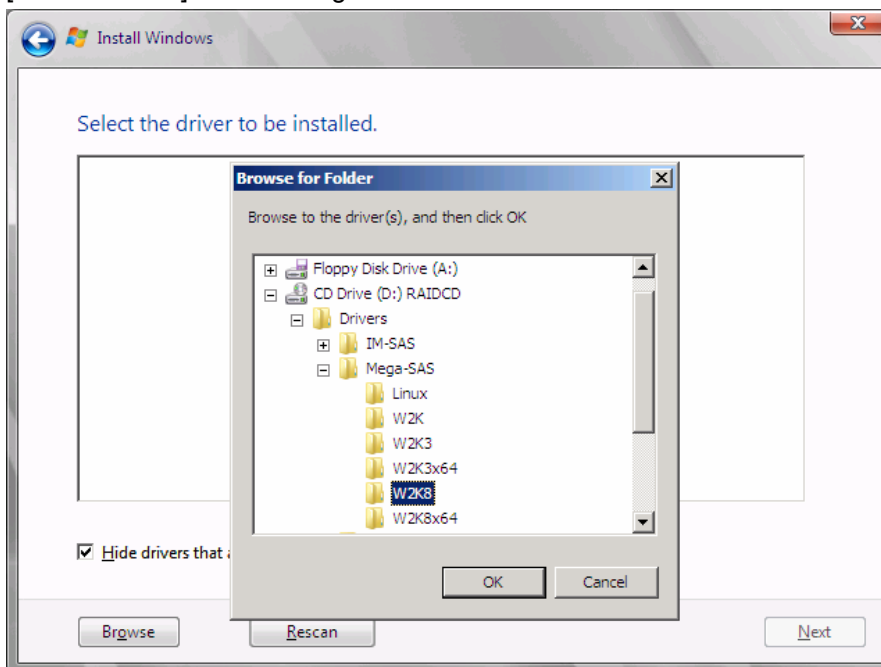 Install Windows
Select the driver to be installed.
Browse for Folder
Browse to the driver(s), and then click OK
Floppy Disk Drive (A:)
CD Drive (D:) RAIDCD
Drivers
IM-SAS
Mega-SAS
Linux
W2K
W2K3
W2K3x64
W2K8
W2K8x64
Hide drivers that
OK Cancel
Browse Rescan Next